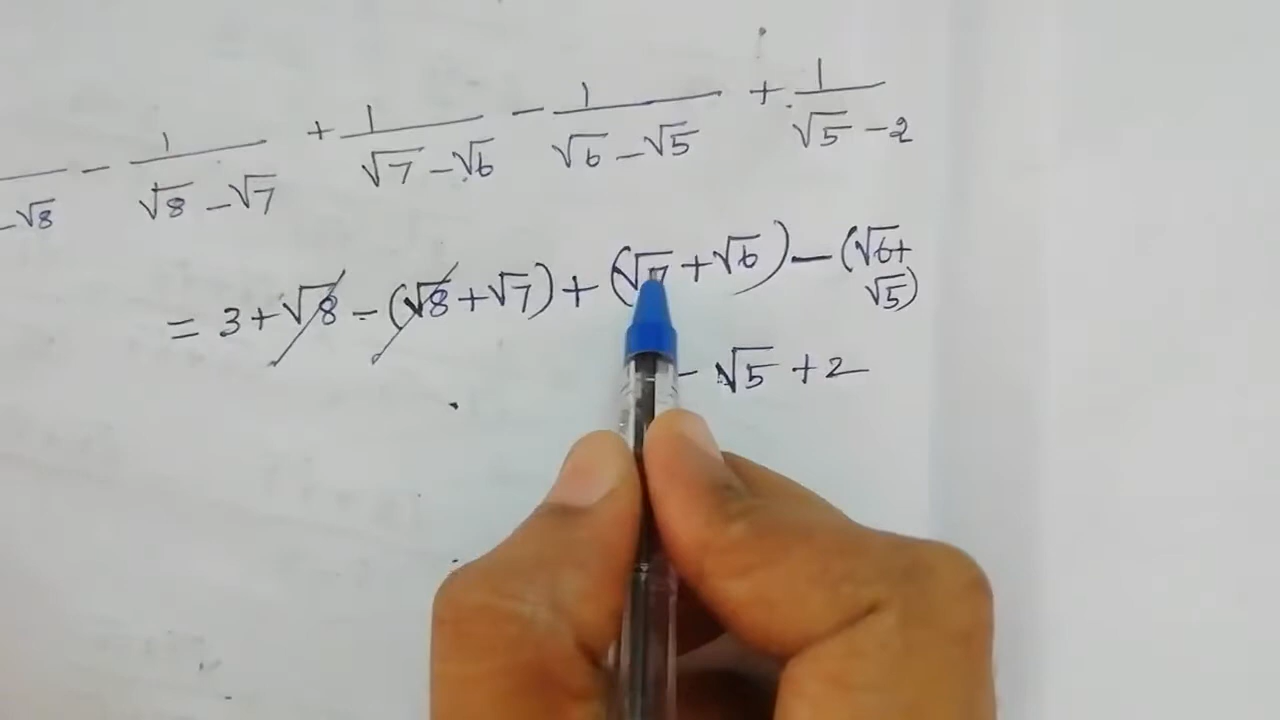 -√8 - 1/(√8 - √7) + 1/(√7 - √6) - 1/(√6 - √5) + 1/(√5 - 2)
= 3 + √8 - (√8 + √7) + (√7 + √6) - (√6 +
√5)
- √5 + 2